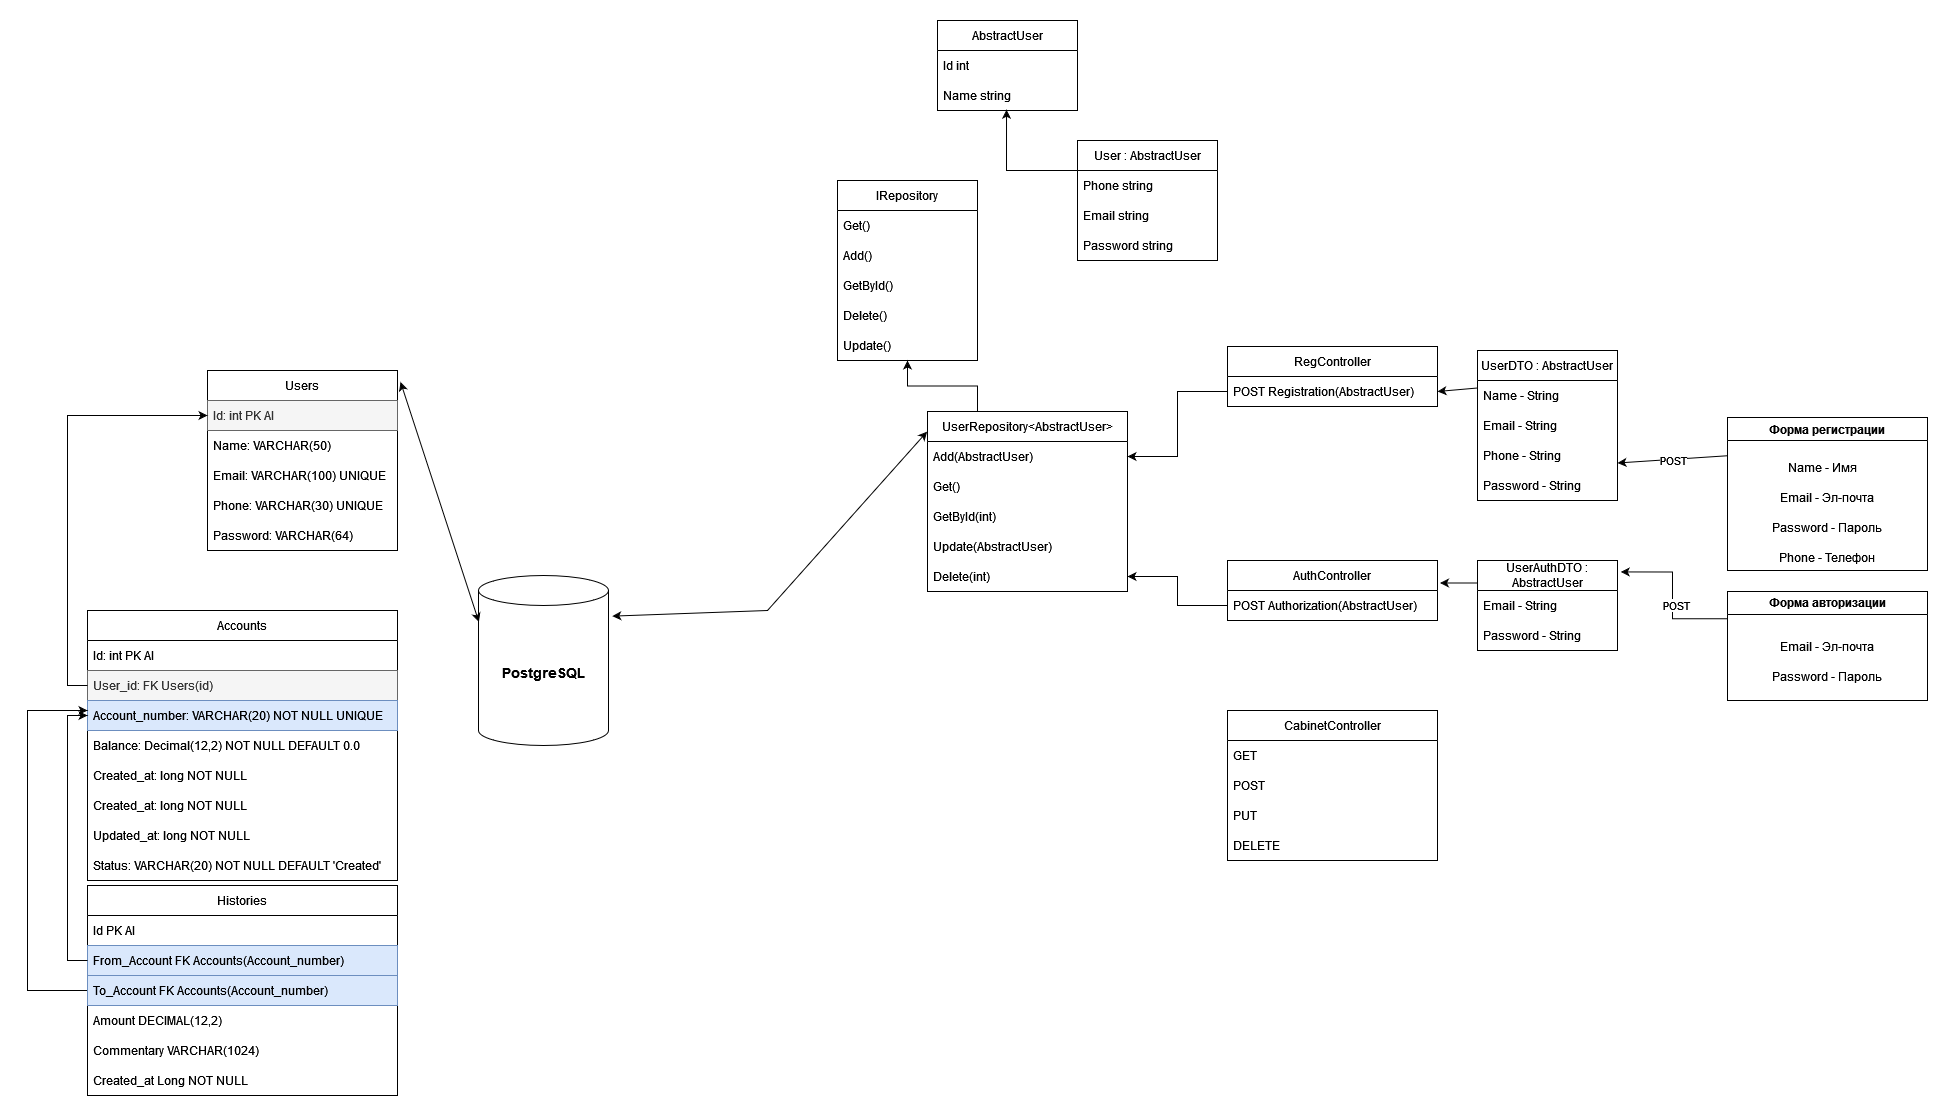 AbstractUser
Id int
Name string
User : AbstractUser
Phone string
Email string
Password string
IRepository
Get()
Add()
GetById()
Delete()
Update()
Users
Id: int PK AI
Name: VARCHAR(50)
Email: VARCHAR(100) UNIQUE
Phone: VARCHAR(30) UNIQUE
Password: VARCHAR(64)
Accounts
Id: int PK AI
User_id: FK Users(id)
Account_number: VARCHAR(20) NOT NULL UNIQUE
Balance: Decimal(12,2) NOT NULL DEFAULT 0.0
Created_at: long NOT NULL
Created_at: long NOT NULL
Updated_at: long NOT NULL
Status: VARCHAR(20) NOT NULL DEFAULT 'Created'
Histories
Id PK AI
From_Account FK Accounts(Account_number)
To_Account FK Accounts(Account_number)
Amount DECIMAL(12,2)
Commentary VARCHAR(1024)
Created_at Long NOT NULL
PostgreSQL
UserRepository<AbstractUser>
Add(AbstractUser)
Get()
GetById(int)
Update(AbstractUser)
Delete(int)
RegController
POST Registration(AbstractUser)
AuthController
POST Authorization(AbstractUser)
CabinetController
GET
POST
PUT
DELETE
UserDTO : AbstractUser
Name - String
Email - String
Phone - String
Password - String
UserAuthDTO :
AbstractUser
Email - String
Password - String
POST
POST
Форма регистрации
Name - Имя
Email - Эл-почта
Password - Пароль
Phone - Телефон
Форма авторизации
Email - Эл-почта
Password - Пароль